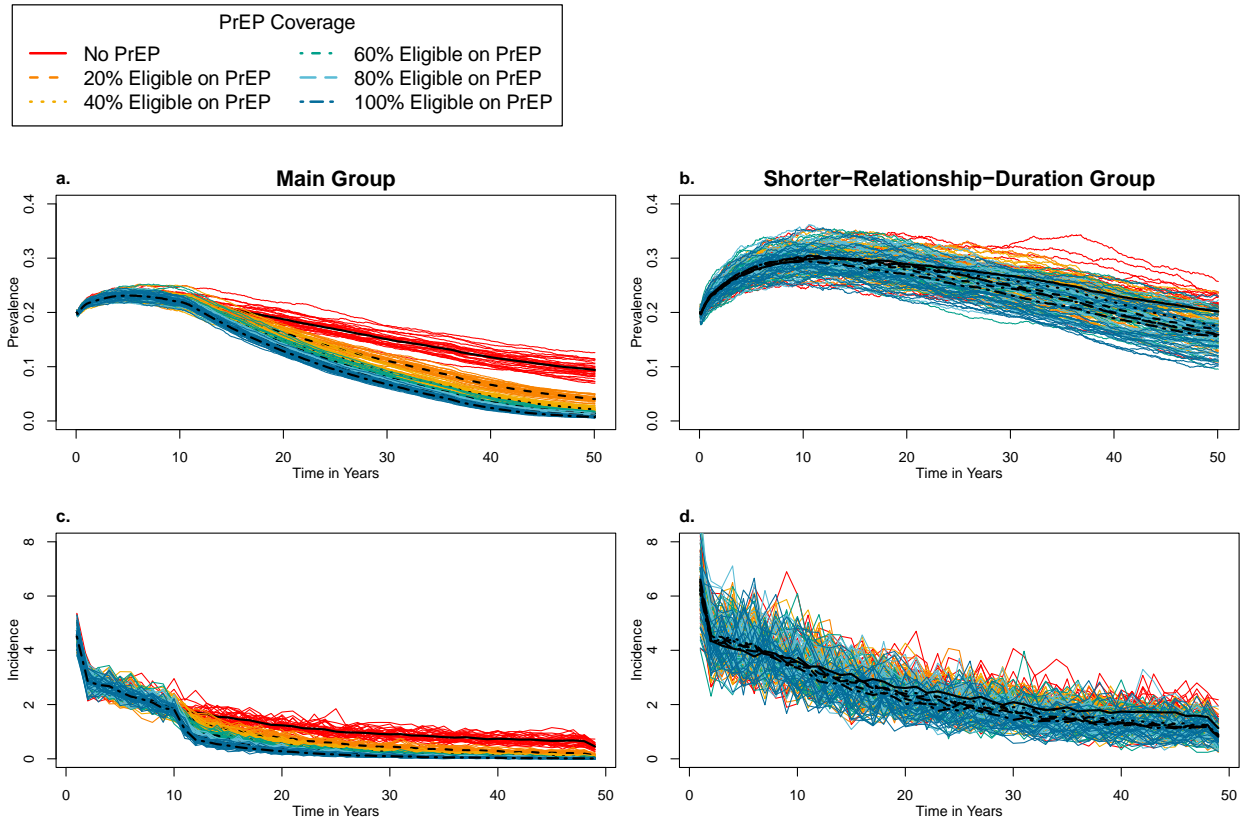 PrEP Coverage
No PrEP
20% Eligible on PrEP
40% Eligible on PrEP
60% Eligible on PrEP
80% Eligible on PrEP
100% Eligible on PrEP
a.
Main Group
Prevalence
0.4
0.3
0.2
0.1
0.0
0 10 20 30 40 50
Time in Years
b.
Shorter−Relationship−Duration Group
Prevalence
0.4
0.3
0.2
0.1
0.0
0 10 20 30 40 50
Time in Years
c.
Incidence
8
6
4
2
0
0 10 20 30 40 50
Time in Years
d.
Incidence
8
6
4
2
0
0 10 20 30 40 50
Time in Years